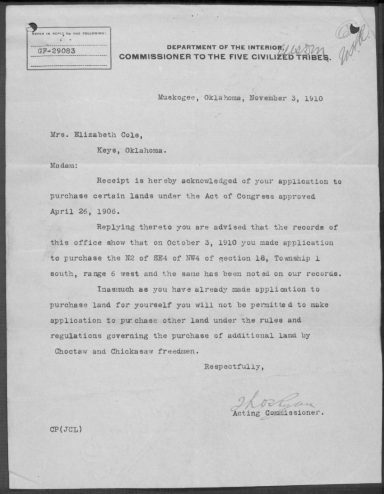 REFER IN REPLY TO THE FOLLOWING:
GF-29083
DEPARTMENT OF THE INTERIOR,
COMMISSIONER TO THE FIVE CIVILIZED TRIBES.
Muskogee, Oklahoma, November 3, 1910
Mrs. Elizabeth Cole,
Keys, Oklahoma.
Madam:
Receipt is hereby acknowledged of your application to
purchase certain lands under the Act of Congress approved
April 26, 1906.
Replying thereto you are advised that the records of
this office show that on October 3, 1910 you made application
to purchase the N2 of SE4 of NW4 of section 18, Township 1
south, range 6 west and the same has been noted on our records.
Inasmuch as you have already made application to
purchase land for yourself you will not be permitted to make
application to purchase other land under the rules and
regulations governing the purchase of additional land by
Choctaw and Chickasaw freedmen.
Respectfully,
Acting Commissioner.
CP(JCL)